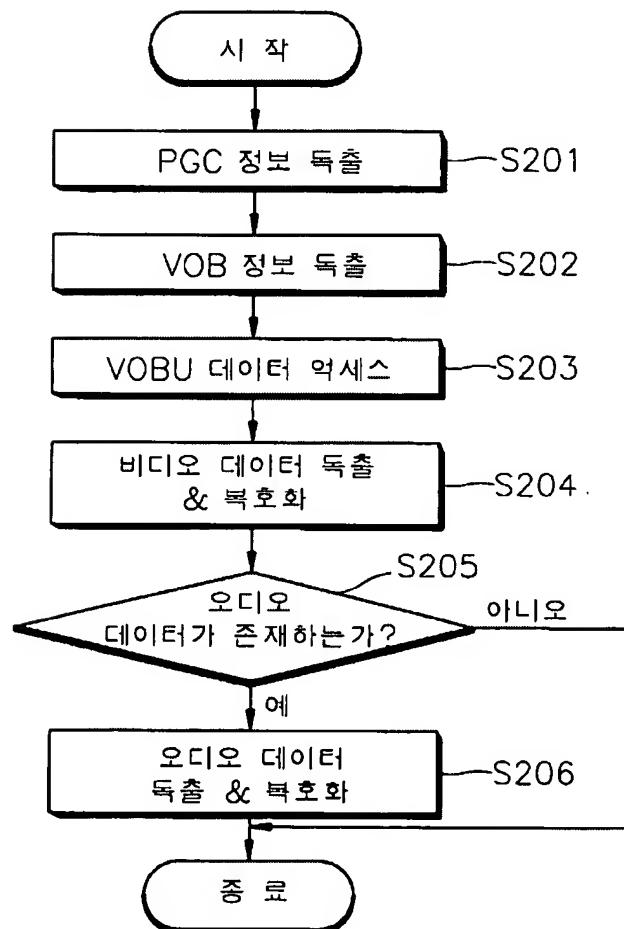 시 작
PGC 정보 독출
S201
VOB 정보 독출
S202
VOBU 데이터 억세스
S203
비디오 데이터 독출
& 복호화
S204
S205
오디오
데이터가 존재하는가?
아니오
예
오디오 데이터
독출 & 복호화
S206
종 료